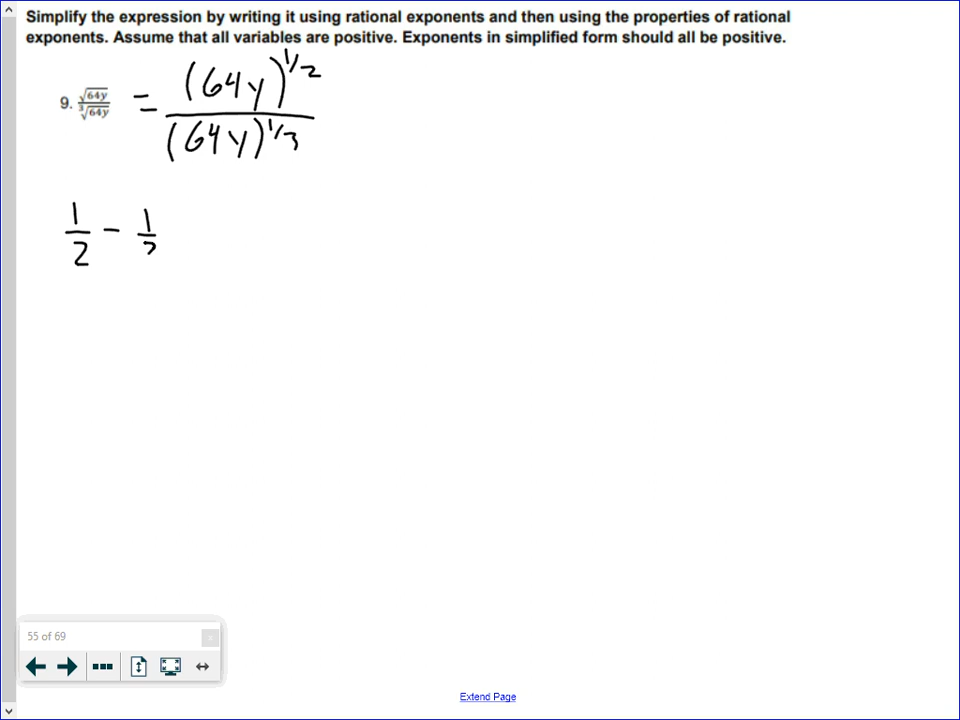 Simplify the expression by writing it using rational exponents and then using the properties of rational
exponents. Assume that all variables are positive. Exponents in simplified form should all be positive.
9. √64y / ∛64y = (64y)^1/2 / (64y)^1/3
1/2 -
55 of 69
Extend Page